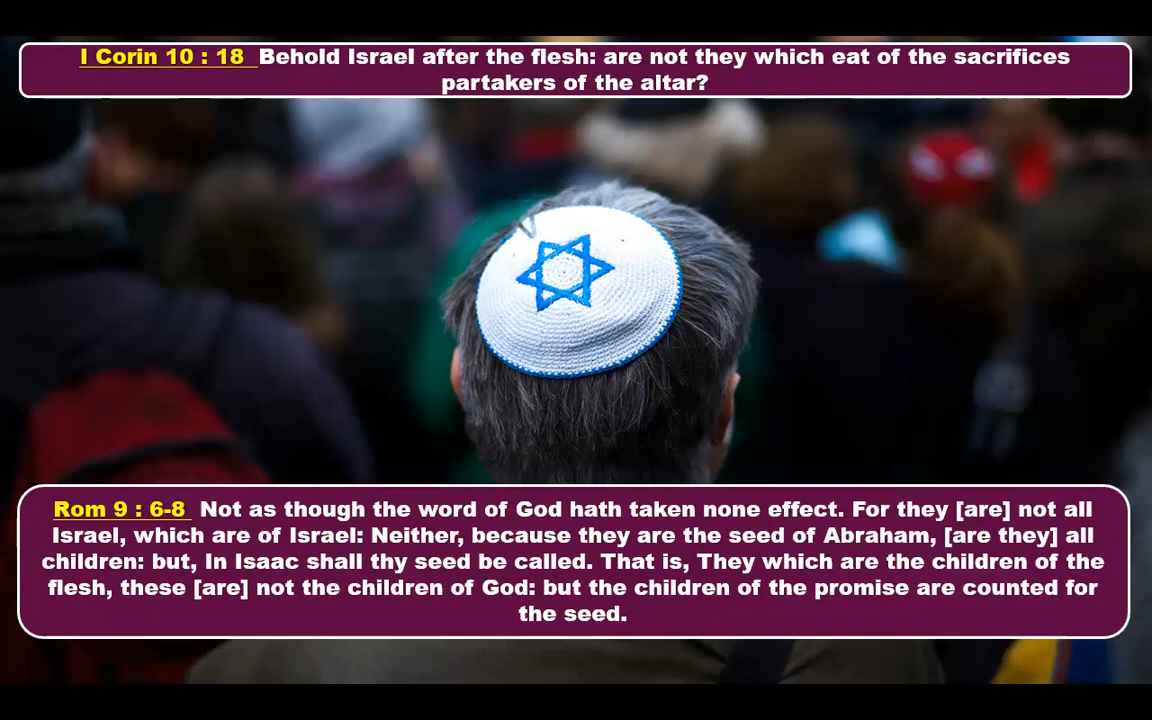 I Corin 10 : 18 Behold Israel after the flesh: are not they which eat of the sacrifices
partakers of the altar?
Rom 9 : 6-8 Not as though the word of God hath taken none effect. For they [are] not all
Israel, which are of Israel: Neither, because they are the seed of Abraham, [are they] all
children: but, In Isaac shall thy seed be called. That is, They which are the children of the
flesh, these [are] not the children of God: but the children of the promise are counted for
the seed.